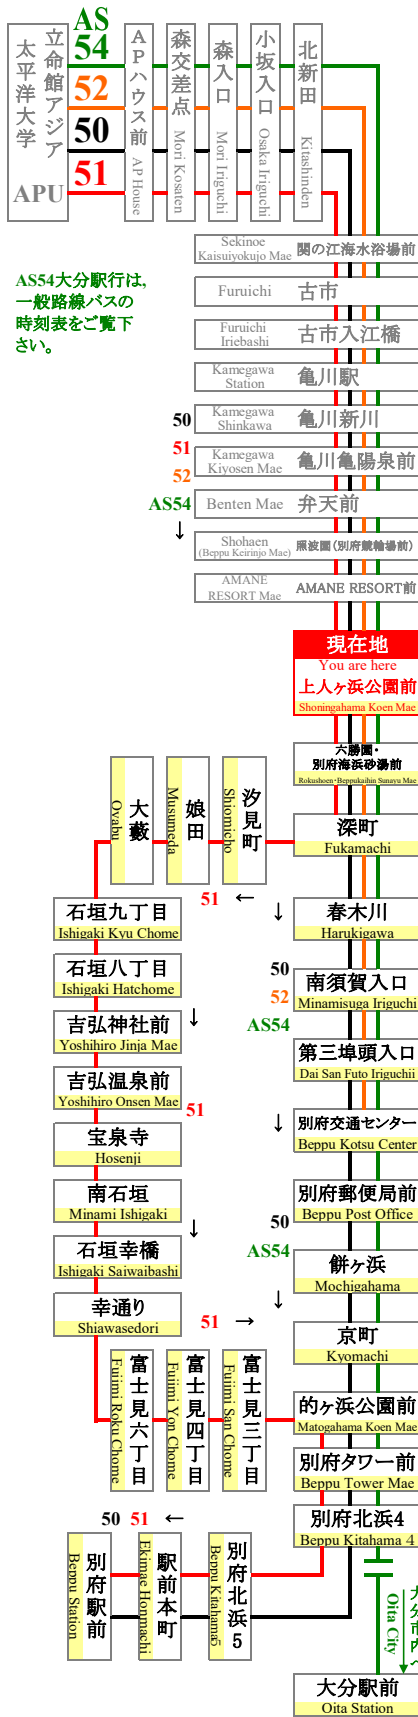 AS
54
52
50
51
立命館アジア
太平洋大学
APU
APハウス前
AP House
森交差点
Mori Kosaten
森入口
Mori Iriguchi
小坂入口
Osaka Iriguchi
北新田
Kitashinden
AS54大分駅行は,
一般路線バスの
時刻表をご覧下
さい。
Sekinoe
Kaisuiyokujo Mae
関の江海水浴場前
Furuichi
古市
Furuichi
Iriebashi
古市入江橋
Kamegawa
Station
亀川駅
50
51
52
AS54
↓
Kamegawa
Shinkawa
亀川新川
Kamegawa
Kiyosen Mae
亀川亀陽泉前
Benten Mae
弁天前
Shohaen
(Beppu Keirinjo Mae)
照波園(別府競輪場前)
AMANE
RESORT Mae
AMANE RESORT前
現在地
You are here
上人ヶ浜公園前
Shoningahama Koen Mae
六勝園・
別府海浜砂湯前
Rokushoen・Beppukaihin Sunayu Mae
深町
Fukamachi
汐見町
Shiomicho
娘田
Musumeda
大藪
Oyabu
51 ←
↓
春木川
Harukigawa
50
52
AS54
南須賀入口
Minamisuga Iriguchi
第三埠頭入口
Dai San Futo Iriguchii
↓
別府交通センター
Beppu Kotsu Center
別府郵便局前
Beppu Post Office
50
AS54
↓
餅ヶ浜
Mochigahama
京町
Kyomachi
石垣九丁目
Ishigaki Kyu Chome
石垣八丁目
Ishigaki Hatchome
↓
吉弘神社前
Yoshihiro Jinja Mae
吉弘温泉前
Yoshihiro Onsen Mae
51
宝泉寺
Hosenji
南石垣
Minami Ishigaki
↓
石垣幸橋
Ishigaki Saiwaibashi
幸通り
Shiawasedori
51 →
富士見六丁目
Fujimi Roku Chome
富士見四丁目
Fujimi Yon Chome
富士見三丁目
Fujimi San Chome
的ヶ浜公園前
Matogahama Koen Mae
別府タワー前
Beppu Tower Mae
別府北浜4
Beppu Kitahama 4
50 51 ←
別府北浜5
Beppu Kitahama5
駅前本町
Ekimae Honmachi
別府駅前
Beppu Station
大分市内へ
Oita City
大分駅前
Oita Station